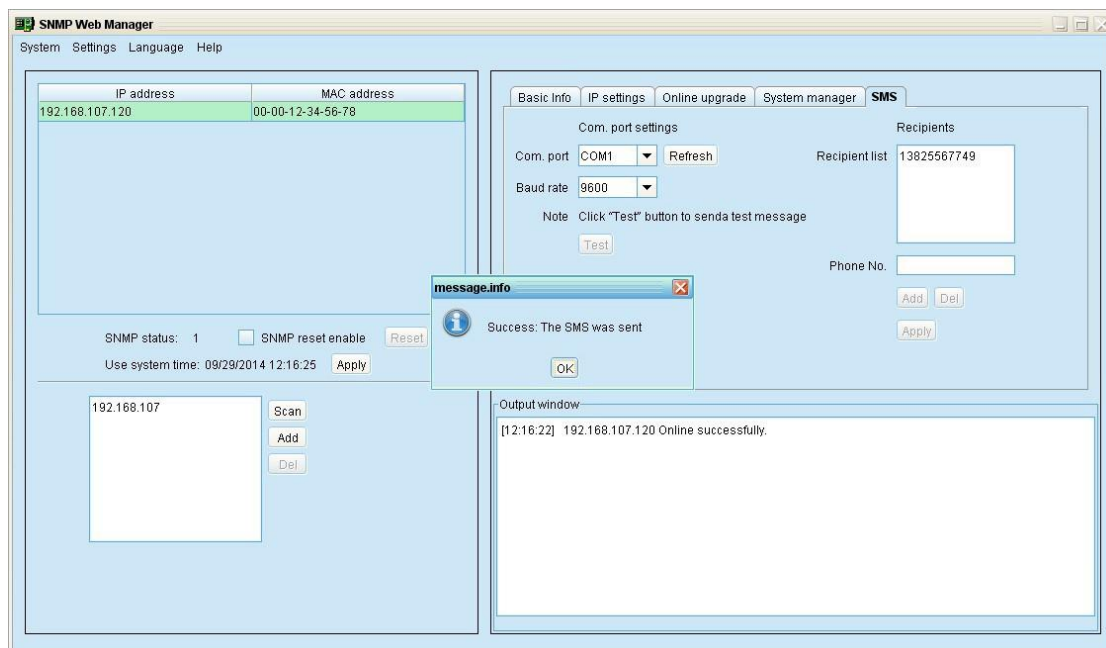 SNMP Web Manager
System Settings Language Help
IP address MAC address
192.168.107.120 00-00-12-34-56-78
SNMP status: 1 SNMP reset enable Reset
Use system time: 09/29/2014 12:16:25 Apply
192.168.107
Scan
Add
Del
Basic Info IP settings Online upgrade System manager SMS
Com. port settings
Com. port COM1 Refresh
Baud rate 9600
Note Click "Test" button to senda test message
Test
Recipients
Recipient list 13825567749
Phone No.
Add Del
Apply
message.info
Success: The SMS was sent
OK
Output window
[12:16:22] 192.168.107.120 Online successfully.